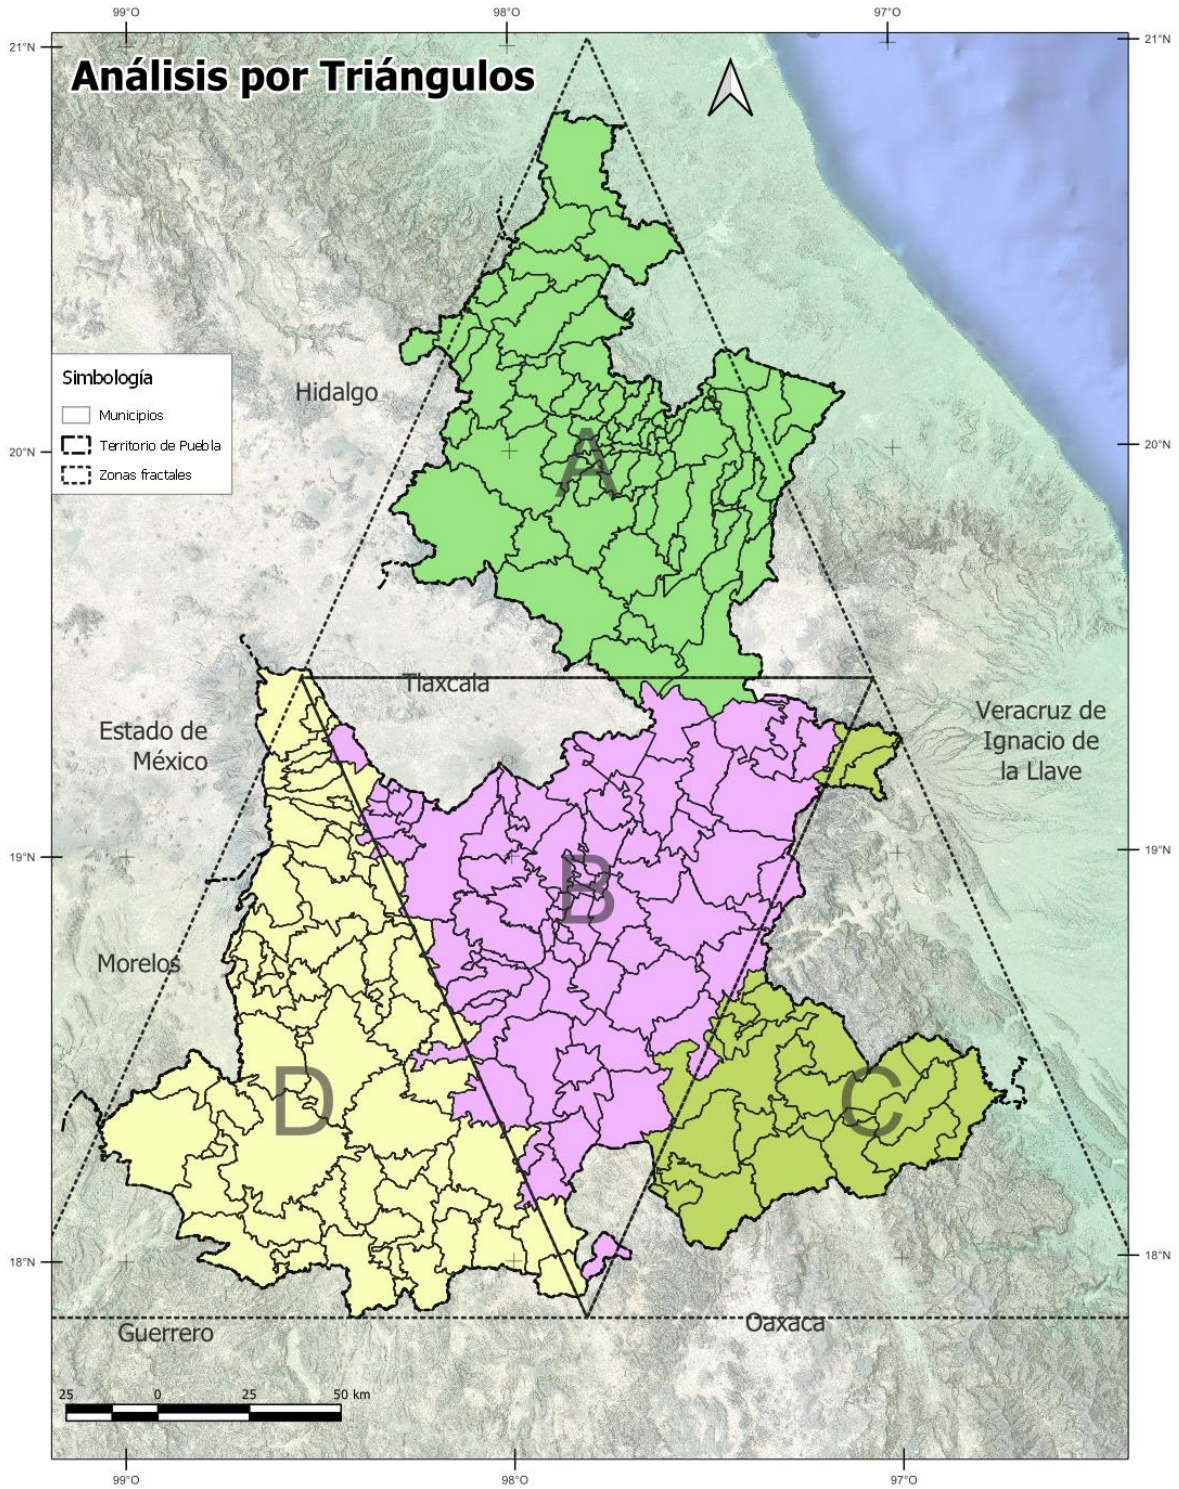 99°O
98°O
97°O
21°N
21°N
Análisis por Triángulos
Simbología
Municipios
Territorio de Puebla
Zonas fractales
Hidalgo
20°N
20°N
A
Tlaxcala
Estado de
México
Veracruz de
Ignacio de
la Llave
19°N
19°N
B
Morelos
D
C
18°N
18°N
Guerrero
Oaxaca
25 0 25 50 km
99°O
98°O
97°O